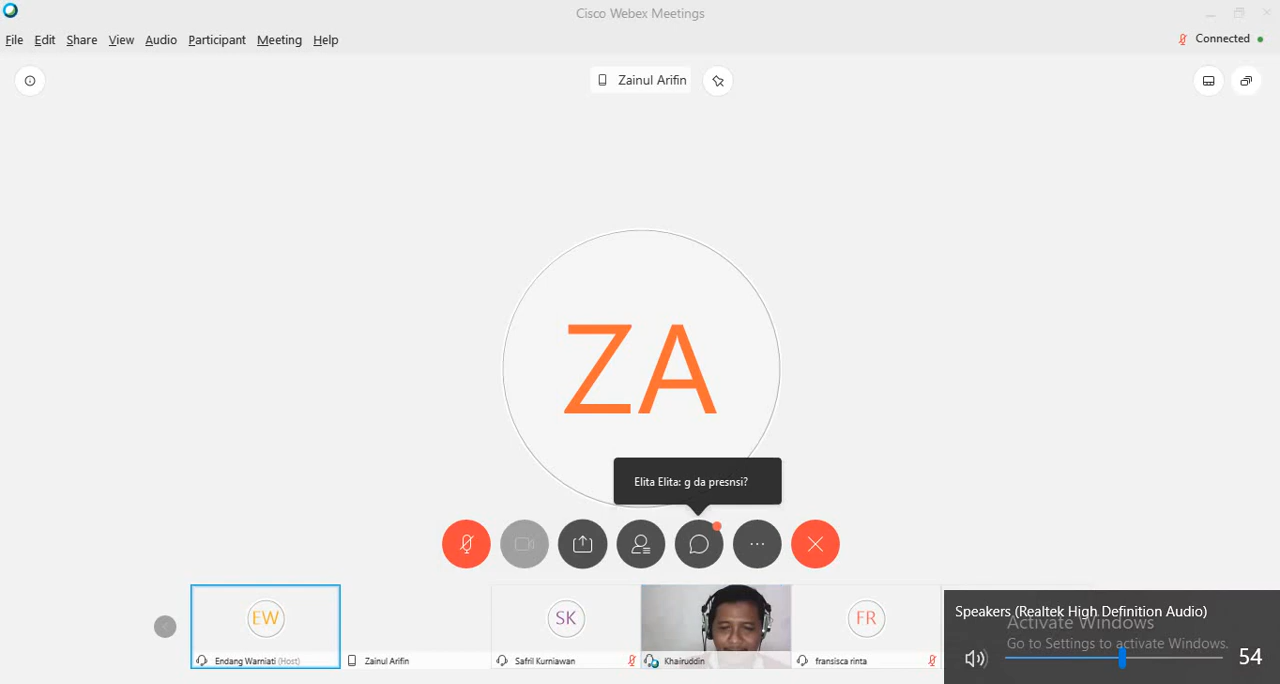 Cisco Webex Meetings
File Edit Share View Audio Participant Meeting Help
Connected
Zainul Arifin
ZA
Elita Elita: g da presnsi?
EW
Endang Warniati (Host)
Zainul Arifin
SK
Safril Kurniawan
Khairuddin
FR
fransisca rinta
Speakers (Realtek High Definition Audio)
Activate Windows
Go to Settings to activate Windows.
54